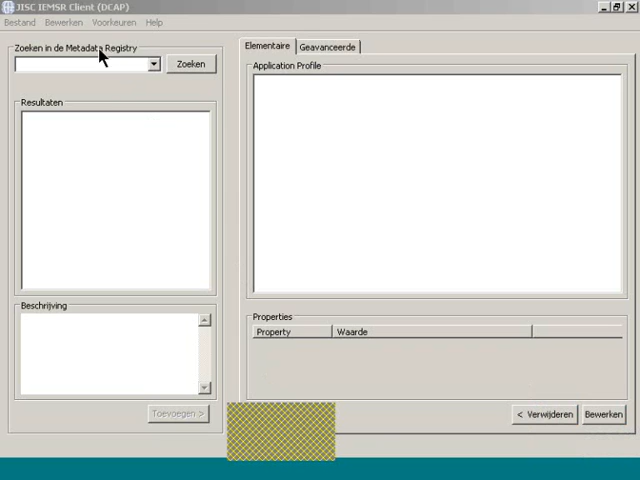 JISC IEMSR Client (DCAP)
Bestand Bewerken Voorkeuren Help
Zoeken in de Metadata Registry
Zoeken
Resultaten
Beschrijving
Toevoegen >
Elementaire Geavanceerde
Application Profile
Properties
Property Waarde
< Verwijderen Bewerken